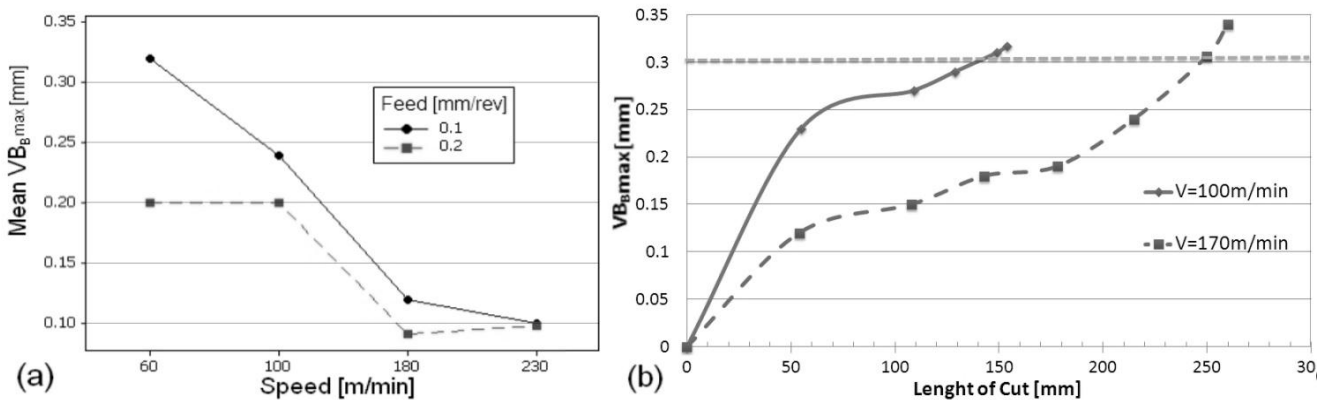 0.35
0.30
0.25
0.20
0.15
0.10
Mean VB_Bmax [mm]
Feed [mm/rev]
0.1
0.2
60 100 180 230
Speed [m/min]
(a)
0.35
0.3
0.25
0.2
0.15
0.1
0.05
0
VB_Bmax [mm]
V=100m/min
V=170m/min
0 50 100 150 200 250 30
Lenght of Cut [mm]
(b)